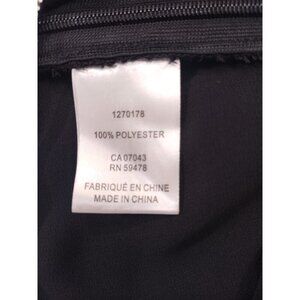 1270178
100% POLYESTER
CA 07043
RN 59478
FABRIQUÉ EN CHINE
MADE IN CHINA